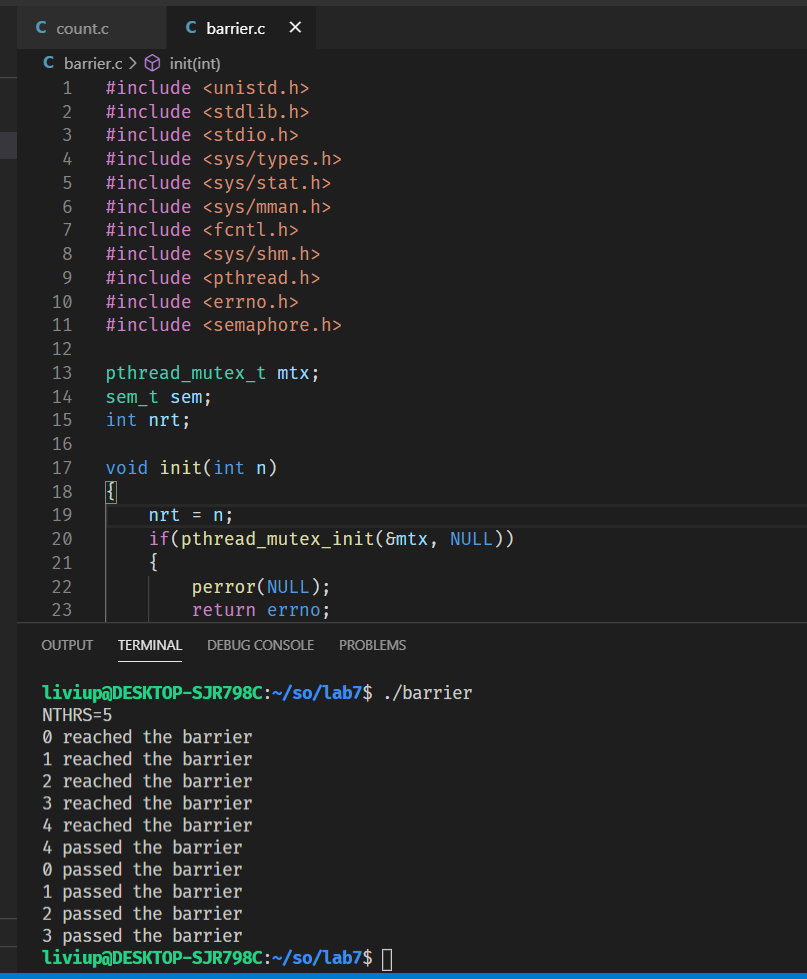 count.c barrier.c
barrier.c > init(int)
1 #include <unistd.h>
2 #include <stdlib.h>
3 #include <stdio.h>
4 #include <sys/types.h>
5 #include <sys/stat.h>
6 #include <sys/mman.h>
7 #include <fcntl.h>
8 #include <sys/shm.h>
9 #include <pthread.h>
10 #include <errno.h>
11 #include <semaphore.h>
12
13 pthread_mutex_t mtx;
14 sem_t sem;
15 int nrt;
16
17 void init(int n)
18 {
19 nrt = n;
20 if(pthread_mutex_init(&mtx, NULL))
21 {
22 perror(NULL);
23 return errno;
OUTPUT TERMINAL DEBUG CONSOLE PROBLEMS
liviup@DESKTOP-SJR798C:~/so/lab7$ ./barrier
NTHRS=5
0 reached the barrier
1 reached the barrier
2 reached the barrier
3 reached the barrier
4 reached the barrier
4 passed the barrier
0 passed the barrier
1 passed the barrier
2 passed the barrier
3 passed the barrier
liviup@DESKTOP-SJR798C:~/so/lab7$